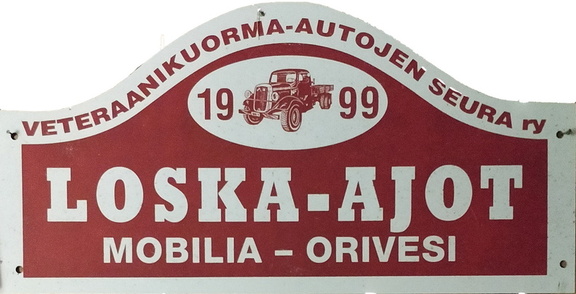 VETERAANIKUORMA-AUTOJEN SEURA ry
19 99
LOSKA-AJOT
MOBILIA – ORIVESI